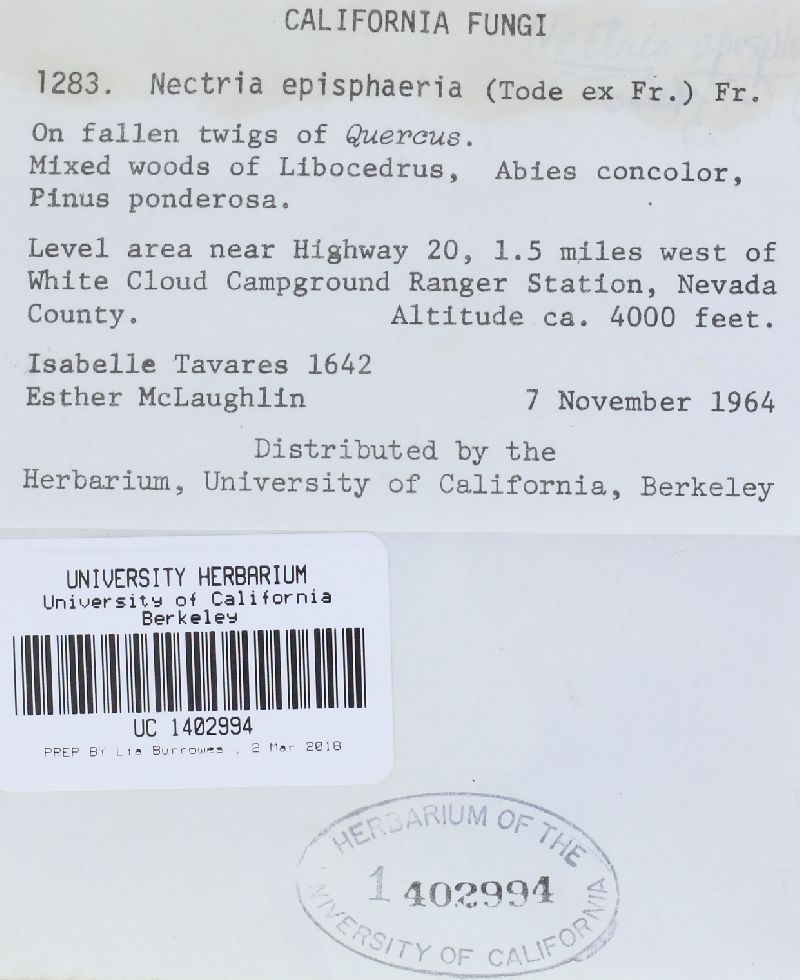 CALIFORNIA FUNGI
1283. Nectria episphaeria (Tode ex Fr.) Fr.
On fallen twigs of Quercus.
Mixed woods of Libocedrus, Abies concolor,
Pinus ponderosa.
Level area near Highway 20, 1.5 miles west of
White Cloud Campground Ranger Station, Nevada
County. Altitude ca. 4000 feet.
Isabelle Tavares 1642
Esther McLaughlin 7 November 1964
Distributed by the
Herbarium, University of California, Berkeley
UNIVERSITY HERBARIUM
University of California
Berkeley
UC 1402994
PREP BY Lia Burrowes , 2 Mar 2018
HERBARIUM OF THE
1402994
UNIVERSITY OF CALIFORNIA